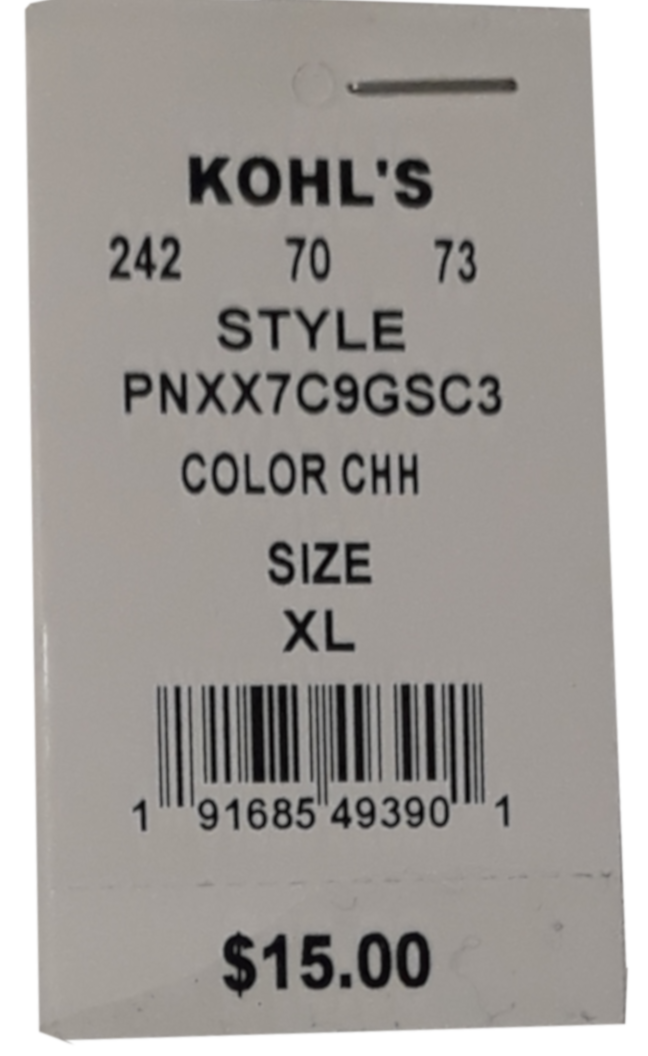 KOHL'S
242 70 73
STYLE
PNXX7C9GSC3
COLOR CHH
SIZE
XL
1 91685 49390 1
$15.00